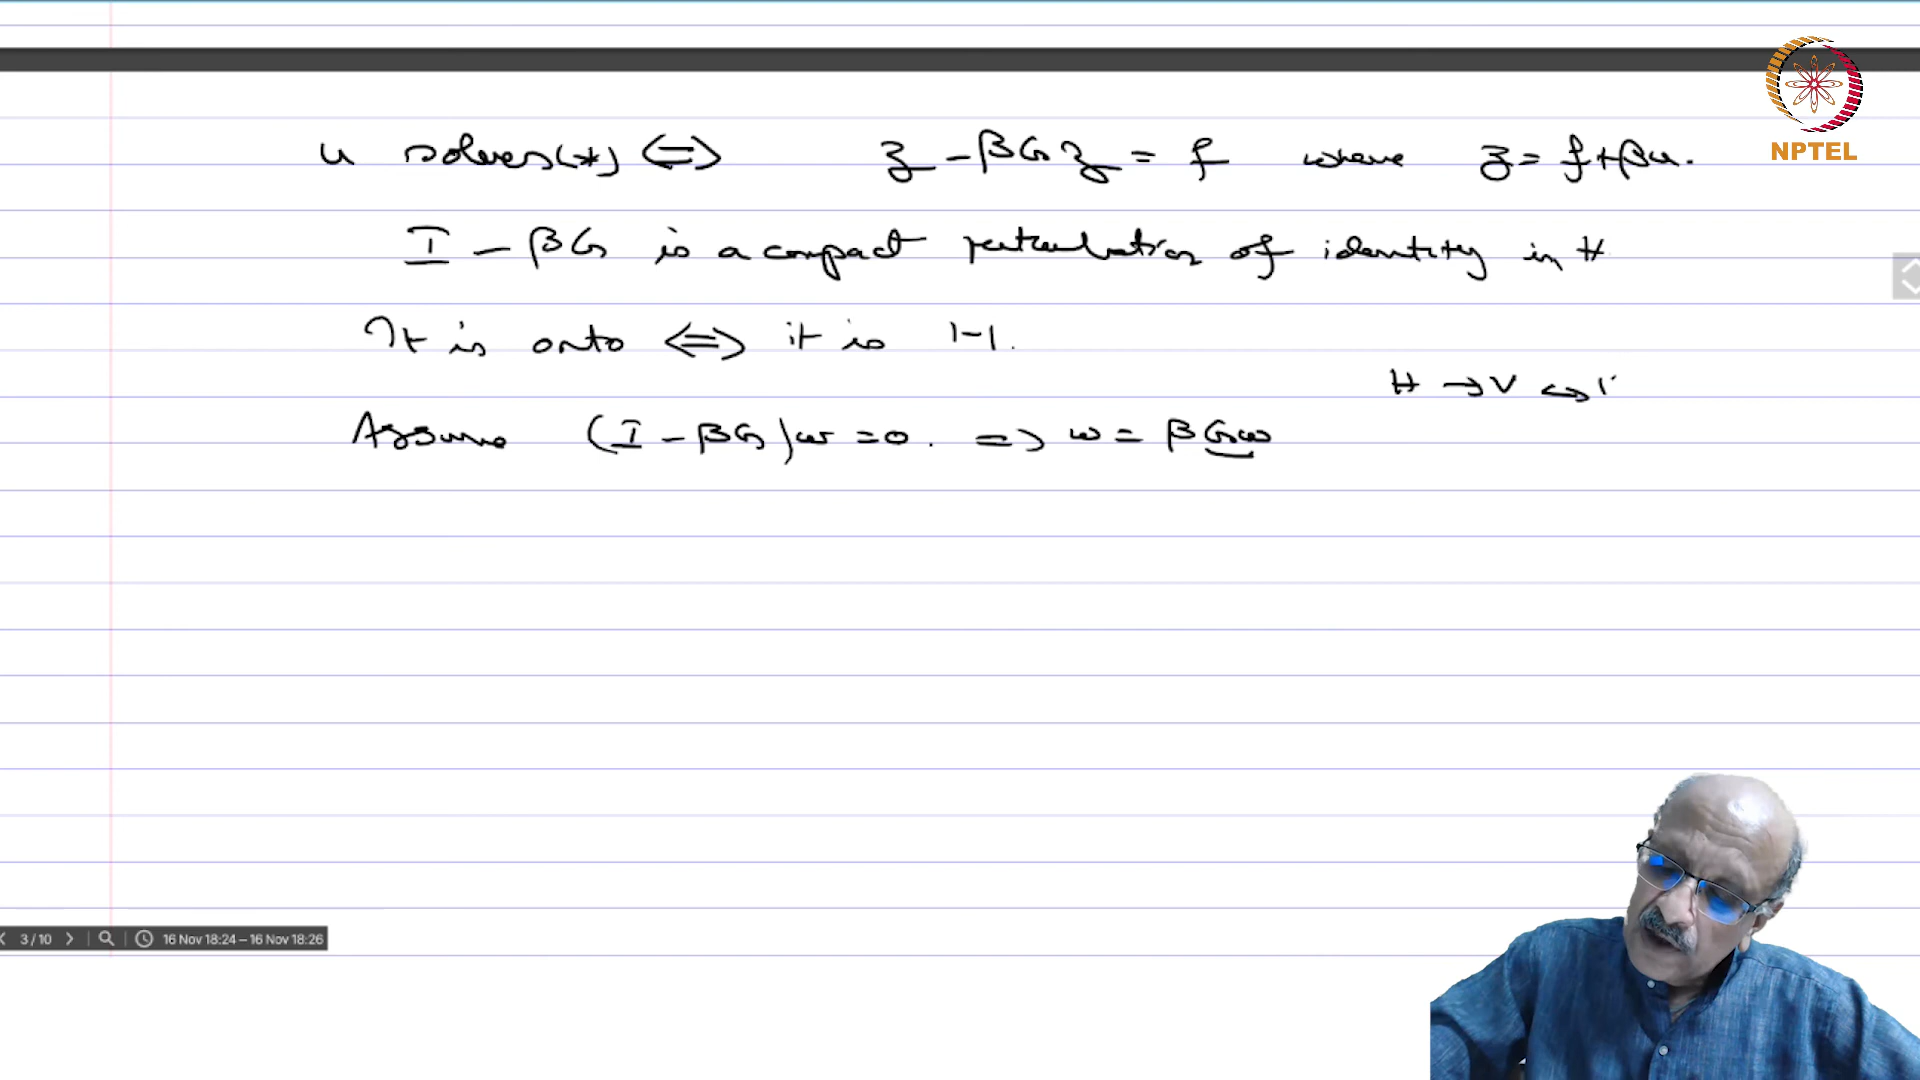 NPTEL
u solves (*) ⇔ z - βGz = f where z = f + βu.
I - βG is a compact perturbation of identity in H
It is onto ⇔ it is 1-1.
H → V ↪
Assume (I - βG)w = 0. ⇒ w = βGw
3/10 16 Nov 18:24 – 16 Nov 18:26